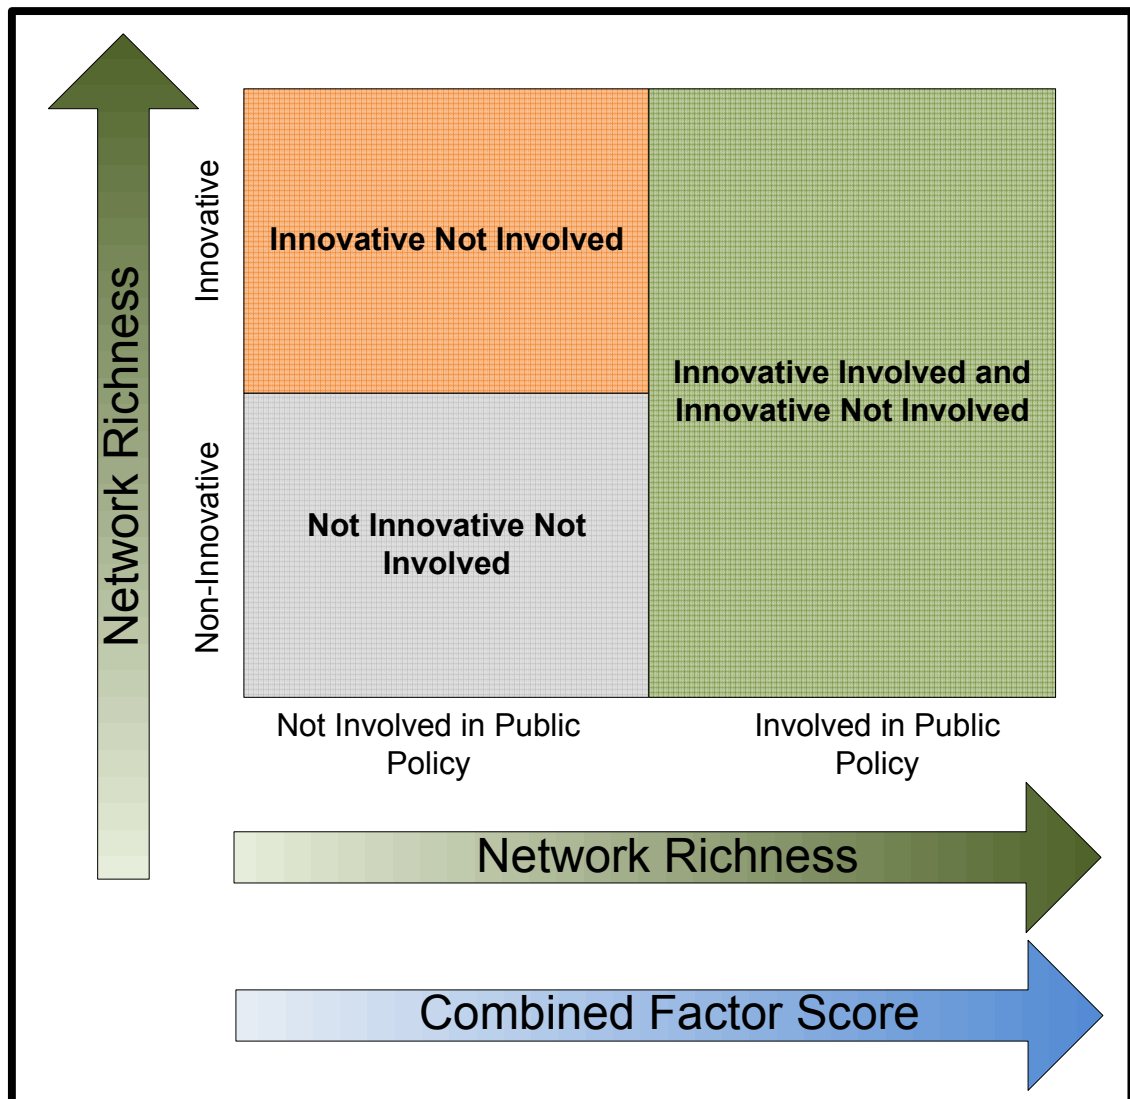 Network Richness
Innovative
Non-Innovative
Innovative Not Involved
Innovative Involved and
Innovative Not Involved
Not Innovative Not
Involved
Not Involved in Public
Policy
Involved in Public
Policy
Network Richness
Combined Factor Score